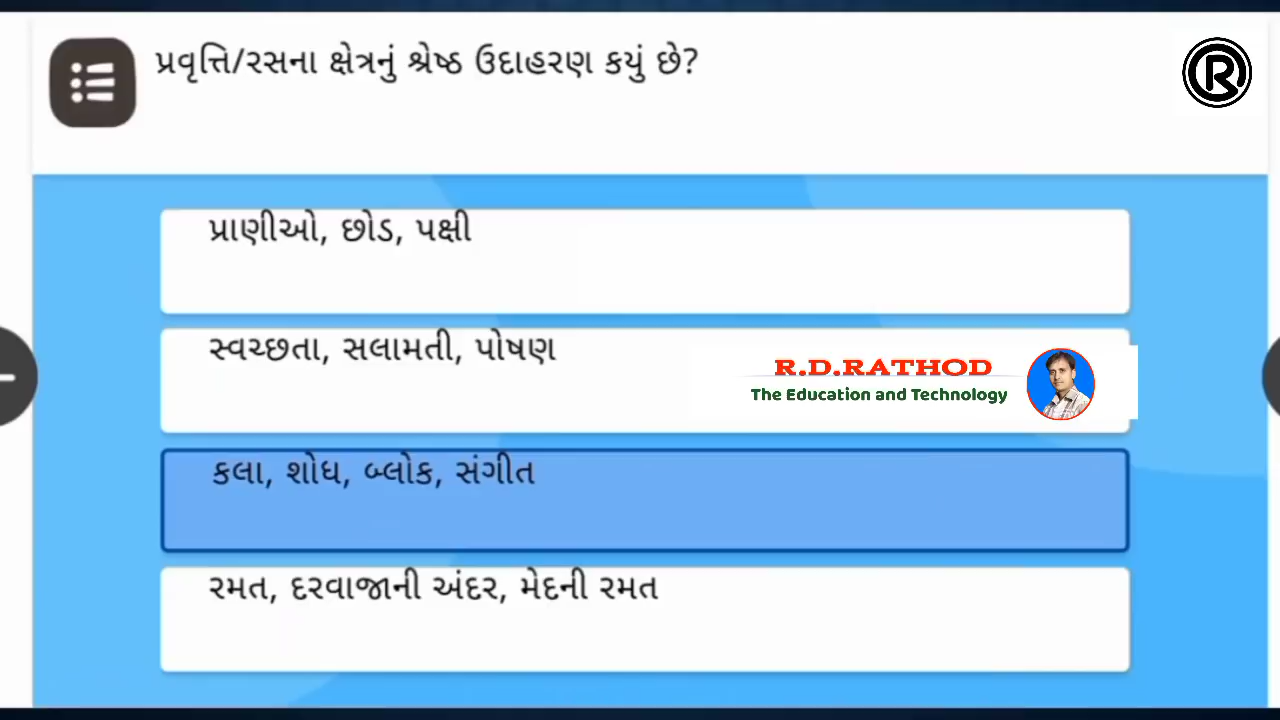 પ્રવૃત્તિ/રસના ક્ષેત્રનું શ્રેષ્ઠ ઉદાહરણ કયું છે?
R
પ્રાણીઓ, છોડ, પક્ષી
સ્વચ્છતા, સલામતી, પોષણ
R.D.RATHOD
The Education and Technology
કલા, શોધ, બ્લોક, સંગીત
રમત, દરવાજાની અંદર, મેદની રમત